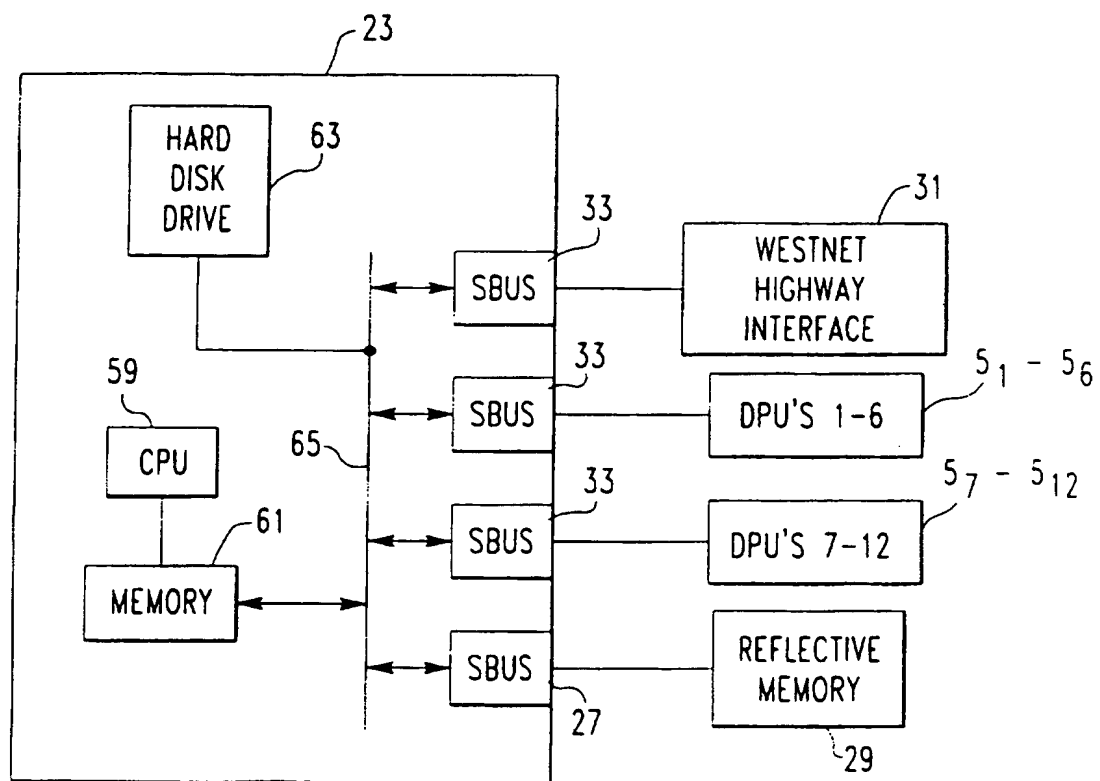 23
HARD
DISK
DRIVE
63
33
SBUS
31
WESTNET
HIGHWAY
INTERFACE
33
SBUS
5₁ - 5₆
DPU'S 1-6
59
CPU
65
33
SBUS
5₇ - 5₁₂
DPU'S 7-12
61
MEMORY
SBUS
27
REFLECTIVE
MEMORY
29